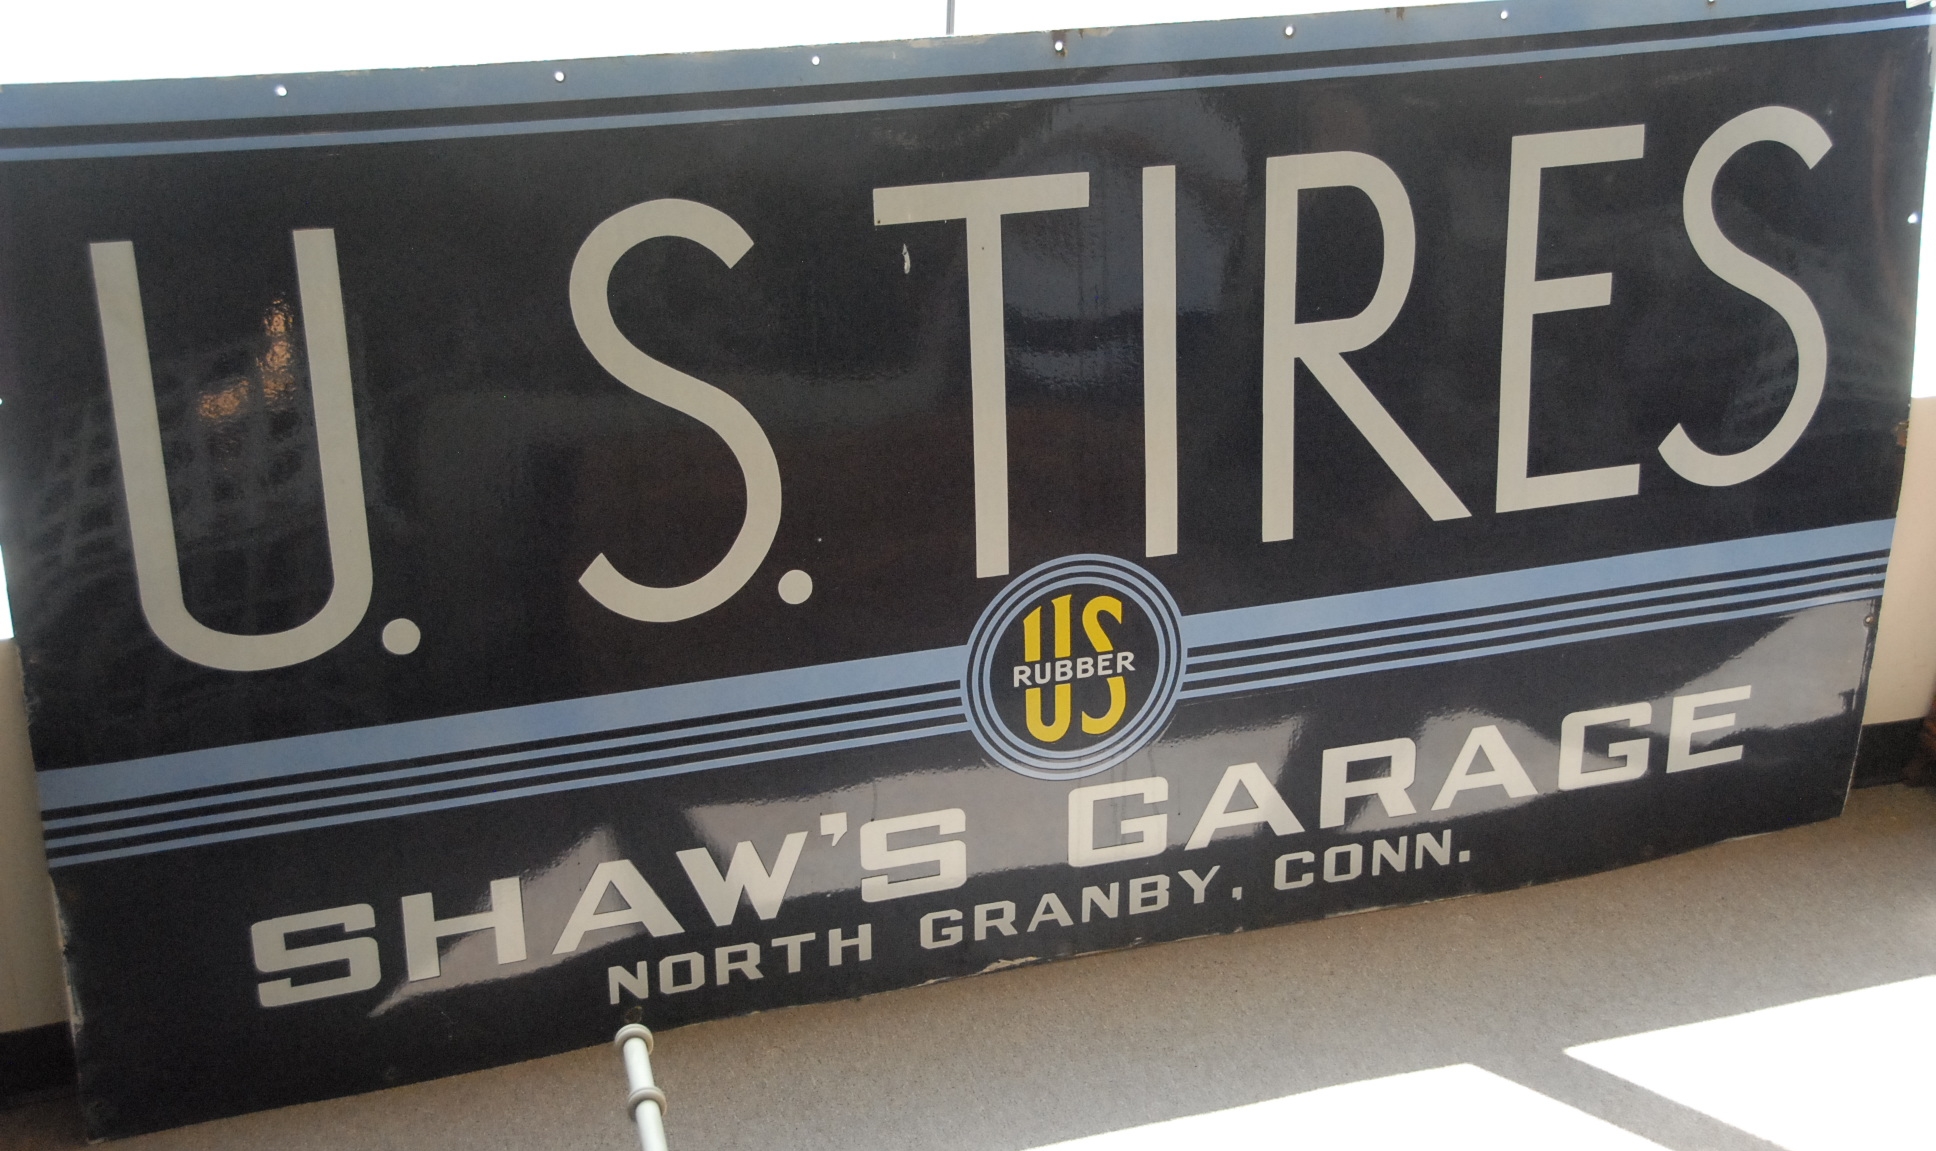 U. S. TIRES
US
RUBBER
SHAW'S GARAGE
NORTH GRANBY, CONN.